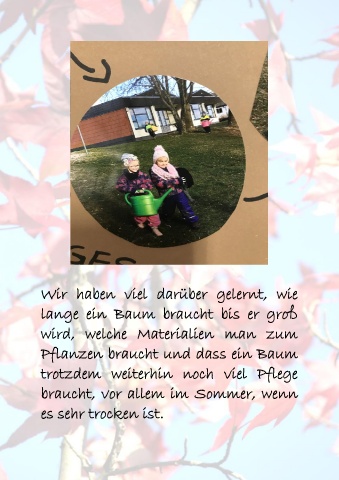 Wir haben viel darüber gelernt, wie
lange ein Baum braucht bis er groß
wird, welche Materialien man zum
Pflanzen braucht und dass ein Baum
trotzdem weiterhin noch viel Pflege
braucht, vor allem im Sommer, wenn
es sehr trocken ist.